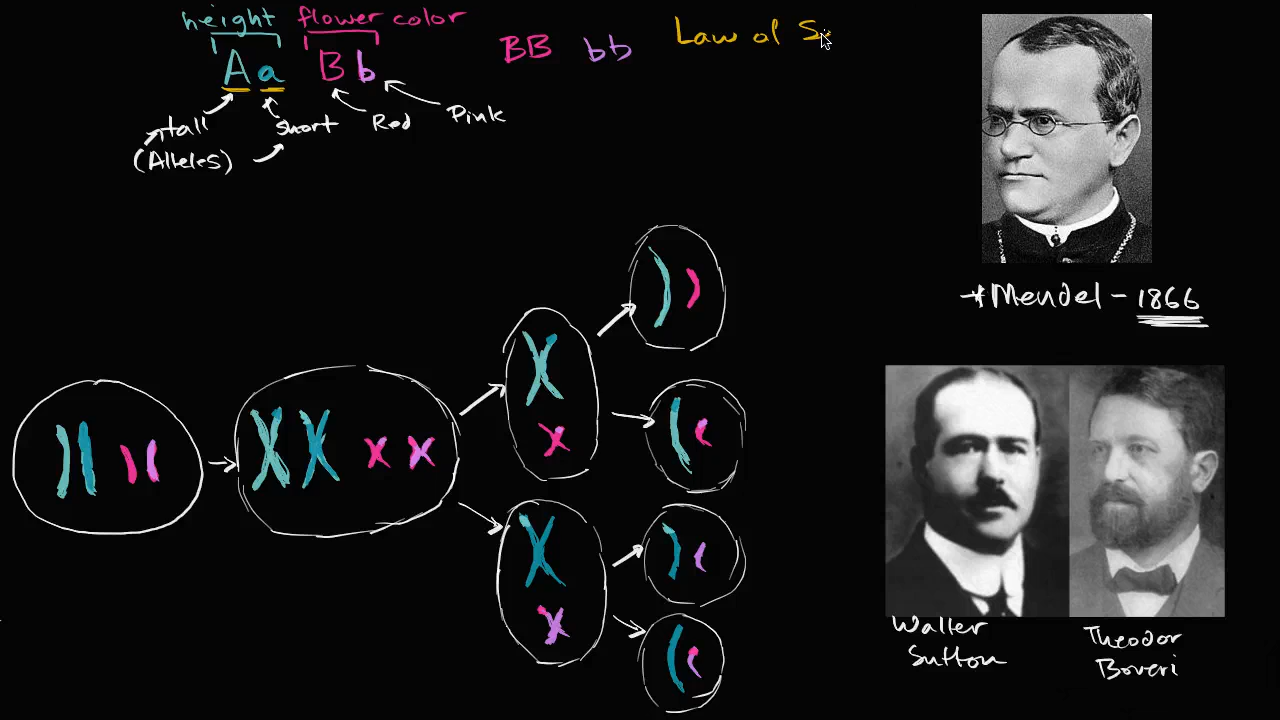 height flower color
A a B b
BB bb
Law of S
Tall Short Red Pink
(Alleles)
*Mendel - 1866
Walter
Sutton
Theodor
Boveri